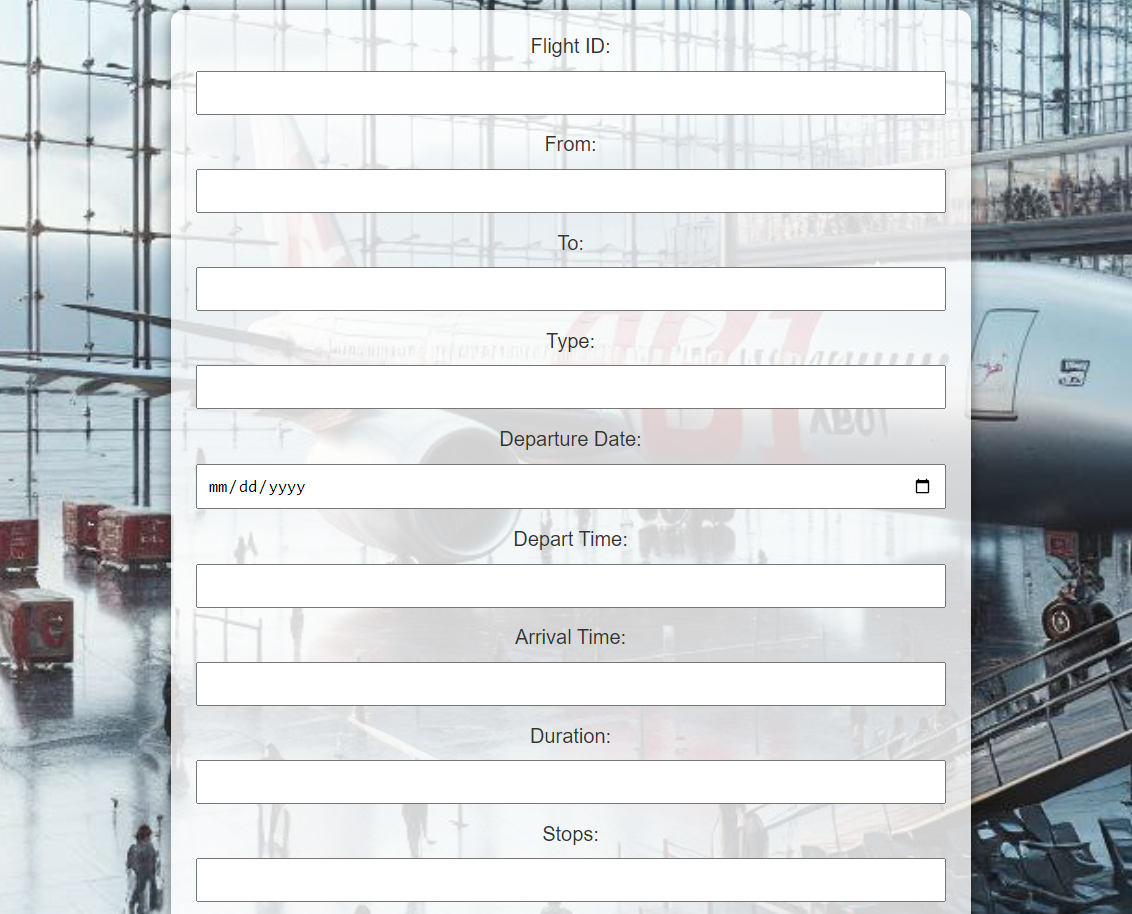 Flight ID:
From:
To:
Type:
Departure Date:
mm/dd/yyyy
Depart Time:
Arrival Time:
Duration:
Stops: